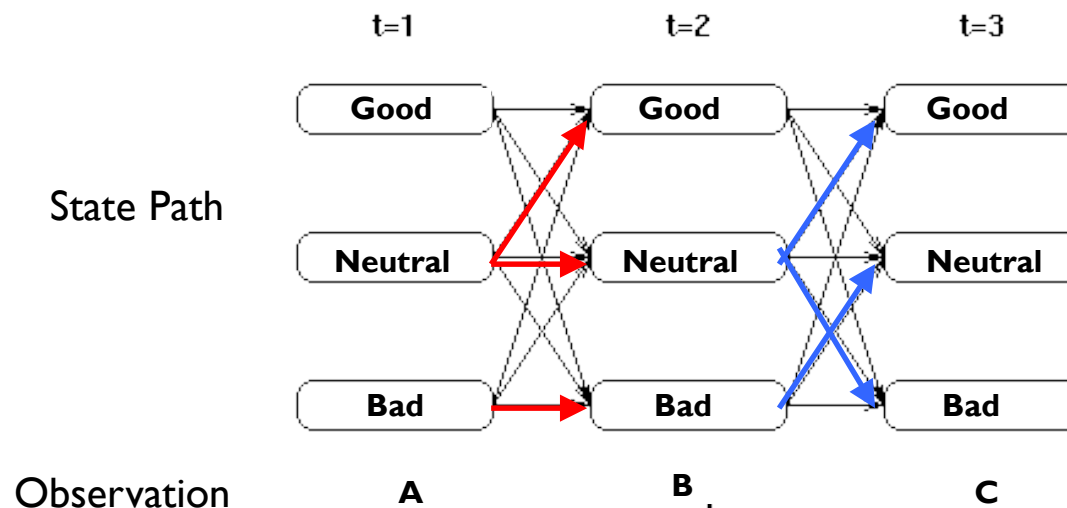 t=1 t=2 t=3
Good Good Good
State Path
Neutral Neutral Neutral
Bad Bad Bad
Observation A B C